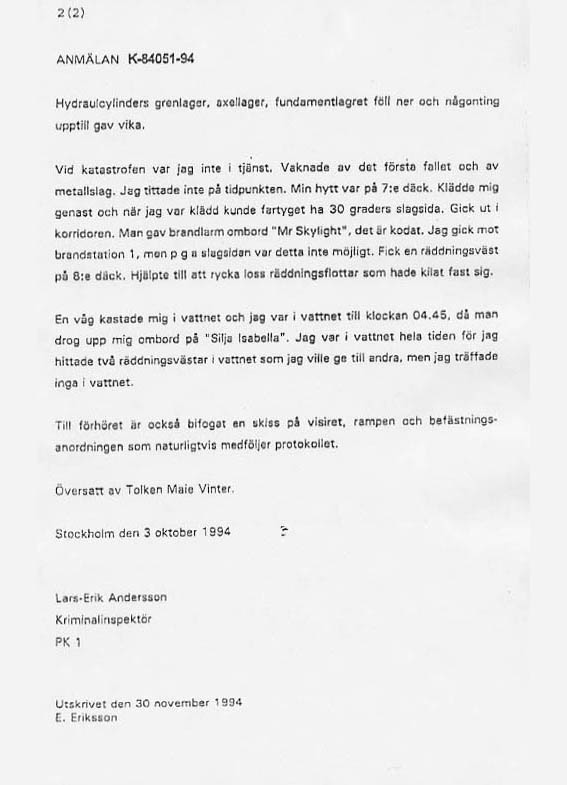 2 (2)
ANMÄLAN K-84051-94
Hydraulcylinders grenlager, axellager, fundamentlagret föll ner och någonting
upptill gav vika.
Vid katastrofen var jag inte i tjänst. Vaknade av det första fallet och av
metallslag. Jag tittade inte på tidpunkten. Min hytt var på 7:e däck. Klädde mig
genast och när jag var klädd kunde fartyget ha 30 graders slagsida. Gick ut i
korridoren. Man gav brandlarm ombord "Mr Skylight", det är kodat. Jag gick mot
brandstation 1, men p g a slagsidan var detta inte möjligt. Fick en räddningsväst
på 8:e däck. Hjälpte till att rycka loss räddningsflottar som hade kilat fast sig.
En våg kastade mig i vattnet och jag var i vattnet till klockan 04.45, då man
drog upp mig ombord på "Silja Isabella". Jag var i vattnet hela tiden för jag
hittade två räddningsvästar i vattnet som jag ville ge till andra, men jag träffade
inga i vattnet.
Till förhöret är också bifogat en skiss på visiret, rampen och befästnings-
anordningen som naturligtvis medföljer protokollet.
Översatt av Tolken Maie Vinter.
Stockholm den 3 oktober 1994
Lars-Erik Andersson
Kriminalinspektör
PK 1
Utskrivet den 30 november 1994
E. Eriksson